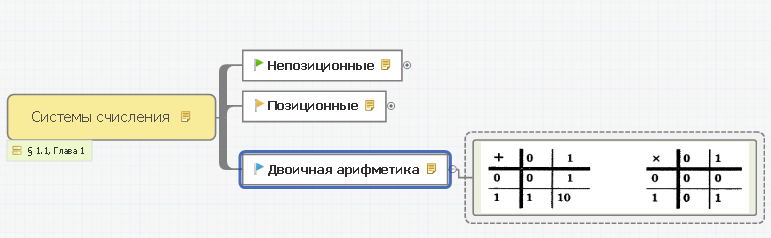 Непозиционные
Позиционные
Системы счисления
§ 1.1, Глава 1
Двоичная арифметика
+ 0 1
0 0 1
1 1 10
× 0 1
0 0 0
1 0 1